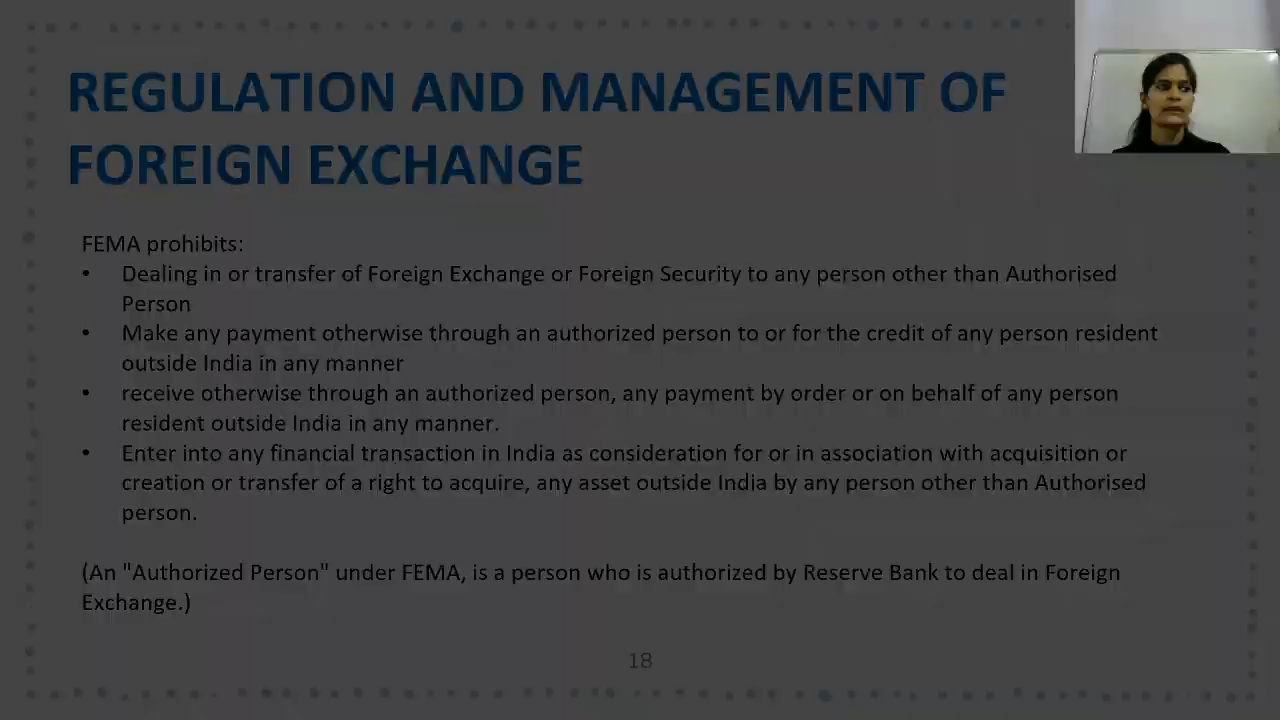 REGULATION AND MANAGEMENT OF
FOREIGN EXCHANGE
FEMA prohibits:
• Dealing in or transfer of Foreign Exchange or Foreign Security to any person other than Authorised
Person
• Make any payment otherwise through an authorized person to or for the credit of any person resident
outside India in any manner
• receive otherwise through an authorized person, any payment by order or on behalf of any person
resident outside India in any manner.
• Enter into any financial transaction in India as consideration for or in association with acquisition or
creation or transfer of a right to acquire, any asset outside India by any person other than Authorised
person.
(An "Authorized Person" under FEMA, is a person who is authorized by Reserve Bank to deal in Foreign
Exchange.)
18